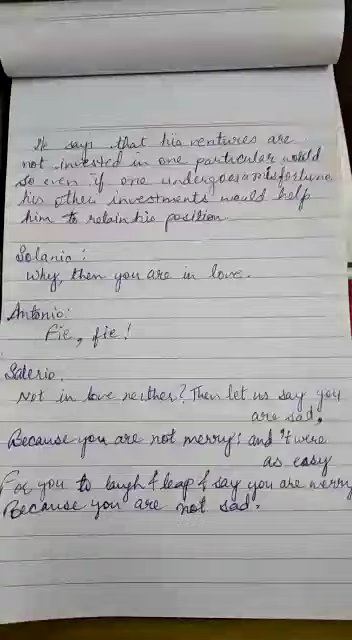 He says that his ventures are
not invested in one particular world
So even if one undergoes misfortune
his other investments would help
him to retain his position.
Solanio :
Why, then you are in love.
Antonio:
Fie, fie!
Salerio.
Not in love neither? Then let us say you
are sad,
Because you are not merry; and 't were
as easy
For you to laugh & leap & say you are merry
Because you are not sad.